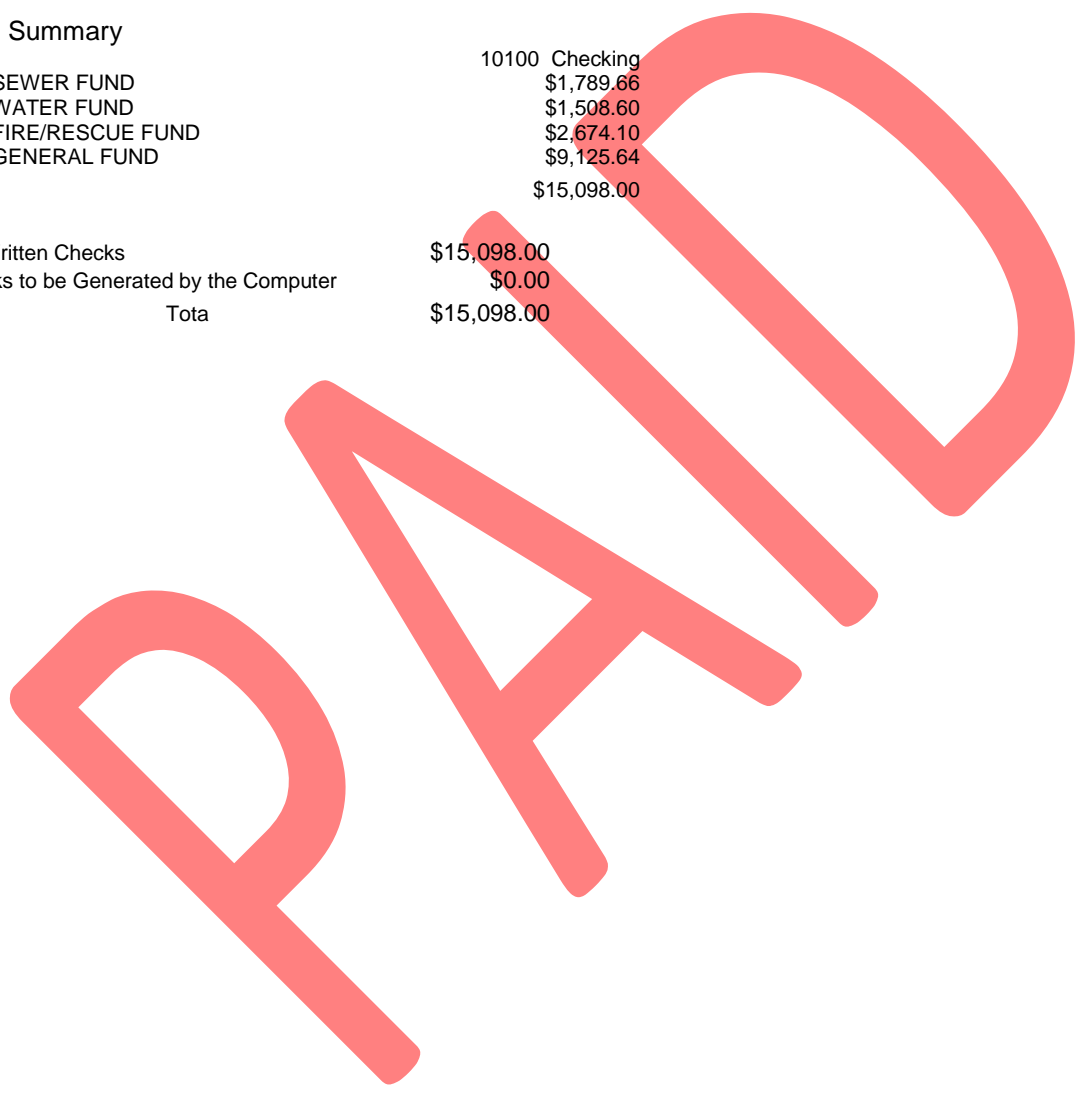 Summary
10100 Checking
SEWER FUND $1,789.66
WATER FUND $1,508.60
FIRE/RESCUE FUND $2,674.10
GENERAL FUND $9,125.64
$15,098.00
ritten Checks $15,098.00
ks to be Generated by the Computer $0.00
Tota $15,098.00
PAID